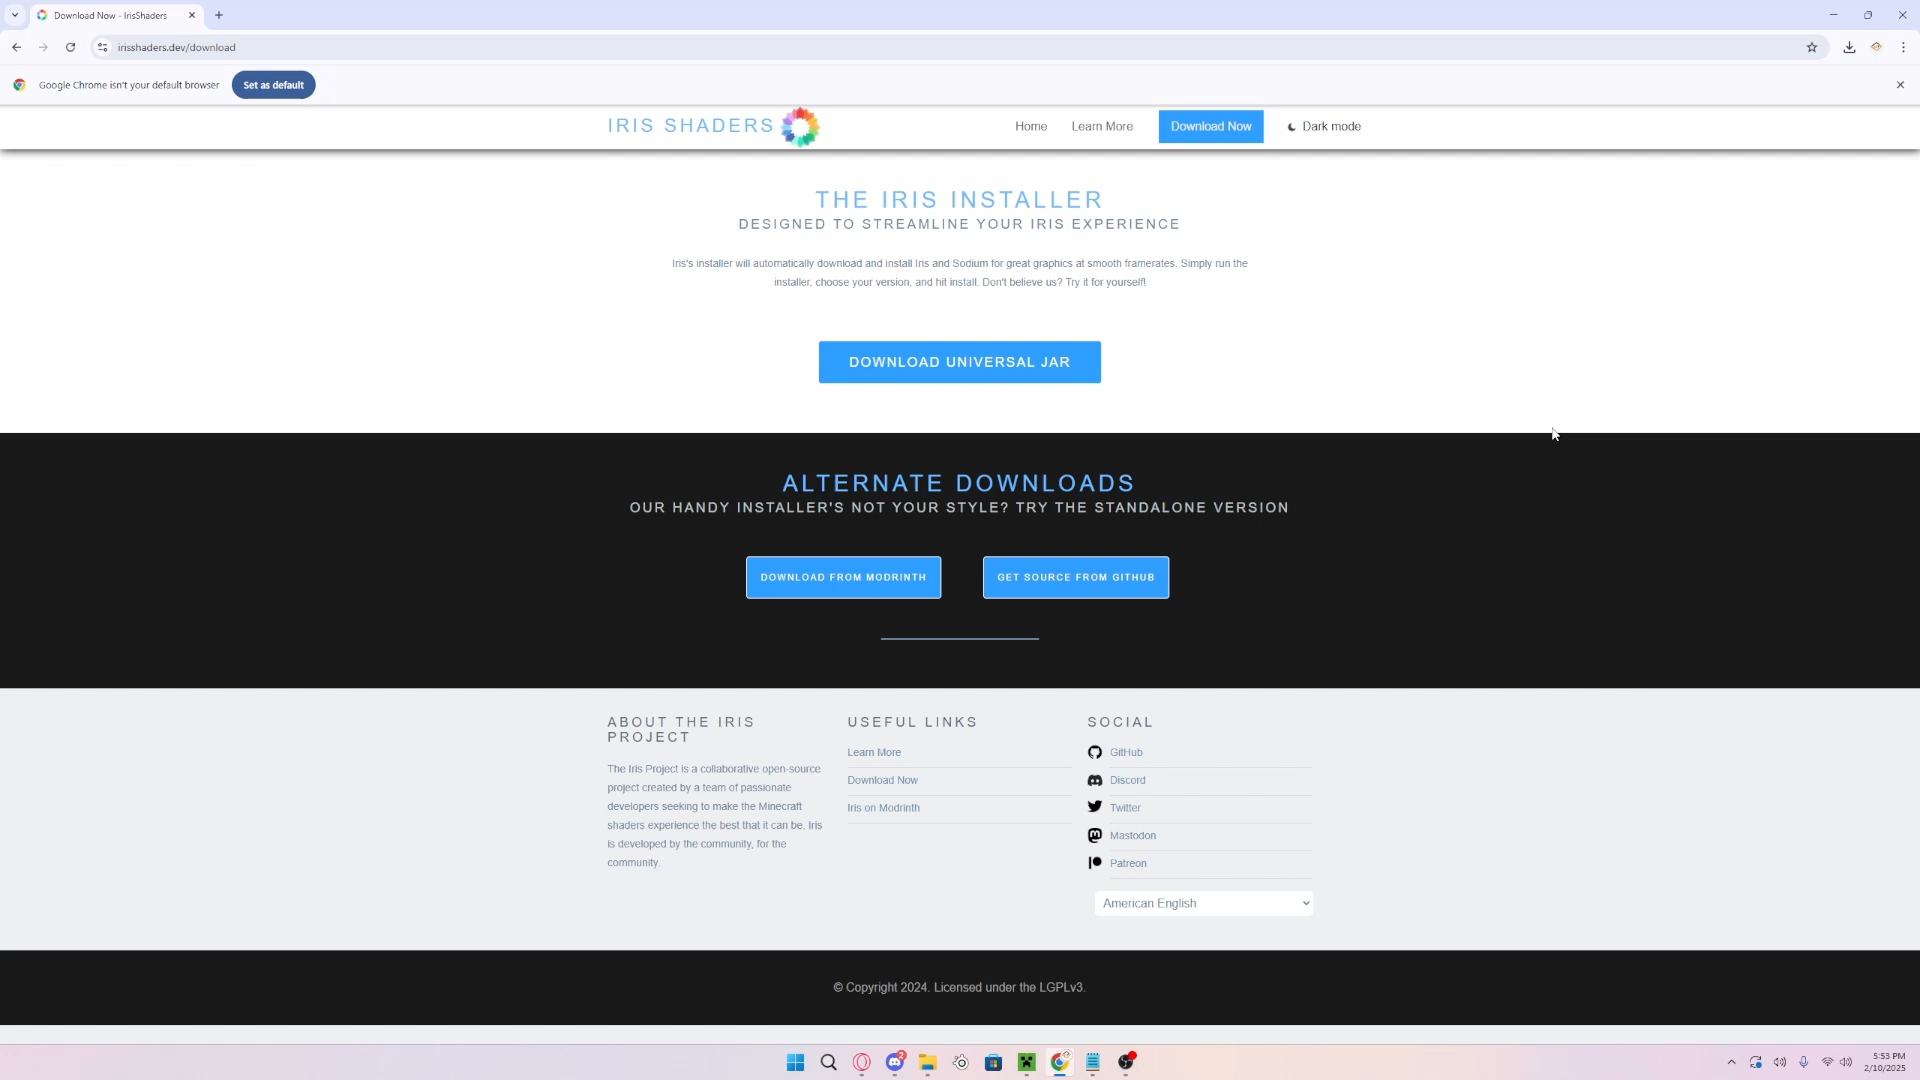 Download Now - IrisShaders
irisshaders.dev/download
Google Chrome isn't your default browser
Set as default
IRIS SHADERS
Home
Learn More
Download Now
Dark mode
THE IRIS INSTALLER
DESIGNED TO STREAMLINE YOUR IRIS EXPERIENCE
Iris's installer will automatically download and install Iris and Sodium for great graphics at smooth framerates. Simply run the
installer, choose your version, and hit install. Don't believe us? Try it for yourself!
DOWNLOAD UNIVERSAL JAR
ALTERNATE DOWNLOADS
OUR HANDY INSTALLER'S NOT YOUR STYLE? TRY THE STANDALONE VERSION
DOWNLOAD FROM MODRINTH
GET SOURCE FROM GITHUB
ABOUT THE IRIS
PROJECT
The Iris Project is a collaborative open-source
project created by a team of passionate
developers seeking to make the Minecraft
shaders experience the best that it can be. Iris
is developed by the community, for the
community.
USEFUL LINKS
Learn More
Download Now
Iris on Modrinth
SOCIAL
GitHub
Discord
Twitter
Mastodon
Patreon
American English
© Copyright 2024. Licensed under the LGPLv3.
2
5:53 PM
2/10/2025